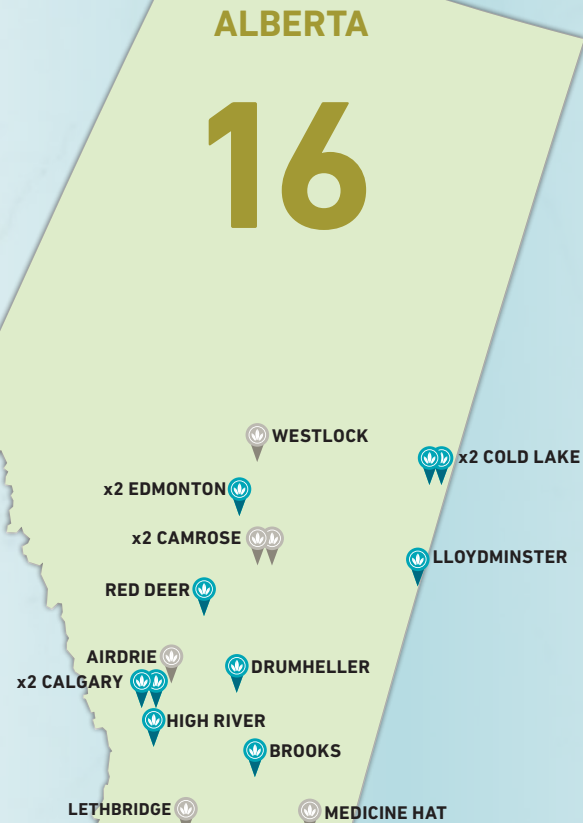 ALBERTA
16
WESTLOCK
x2 COLD LAKE
x2 EDMONTON
x2 CAMROSE
LLOYDMINSTER
RED DEER
AIRDRIE
DRUMHELLER
x2 CALGARY
HIGH RIVER
BROOKS
LETHBRIDGE
MEDICINE HAT